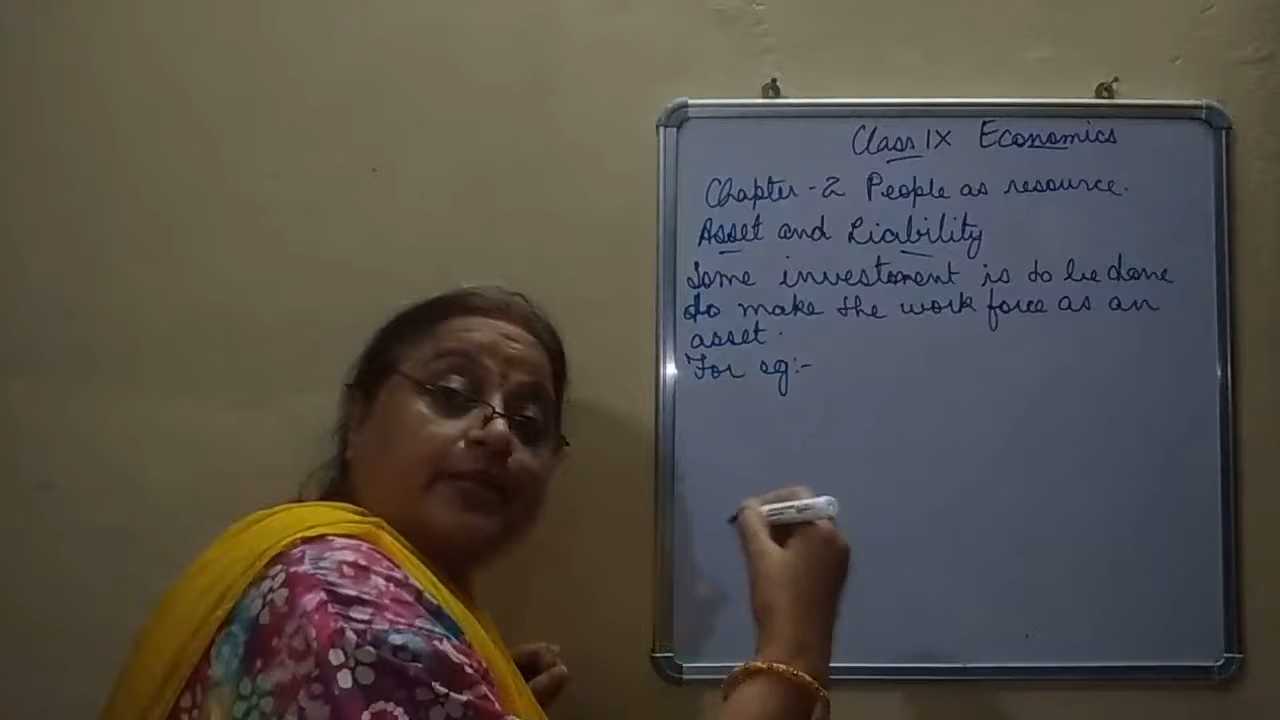 Class IX Economics
Chapter-2 People as resource.
Asset and Liability
Some investment is to be done
to make the work force as an
asset.
For eg:-